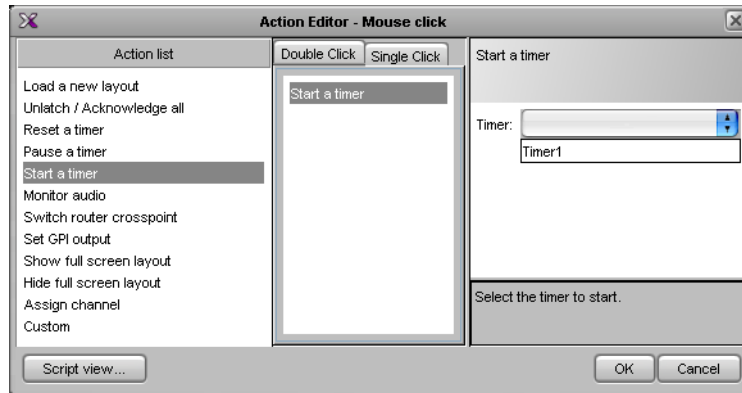 Action Editor - Mouse click
Action list
Load a new layout
Unlatch / Acknowledge all
Reset a timer
Pause a timer
Start a timer
Monitor audio
Switch router crosspoint
Set GPI output
Show full screen layout
Hide full screen layout
Assign channel
Custom
Double Click
Single Click
Start a timer
Start a timer
Timer:
Timer1
Select the timer to start.
Script view...
OK
Cancel